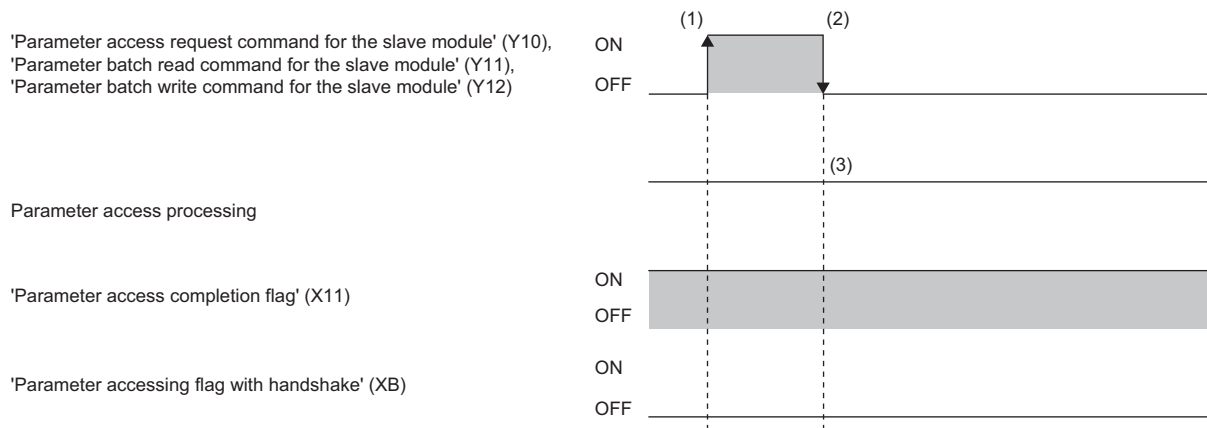 (1) (2)
'Parameter access request command for the slave module' (Y10),
'Parameter batch read command for the slave module' (Y11),
'Parameter batch write command for the slave module' (Y12)
ON
OFF
(3)
Parameter access processing
'Parameter access completion flag' (X11)
ON
OFF
'Parameter accessing flag with handshake' (XB)
ON
OFF